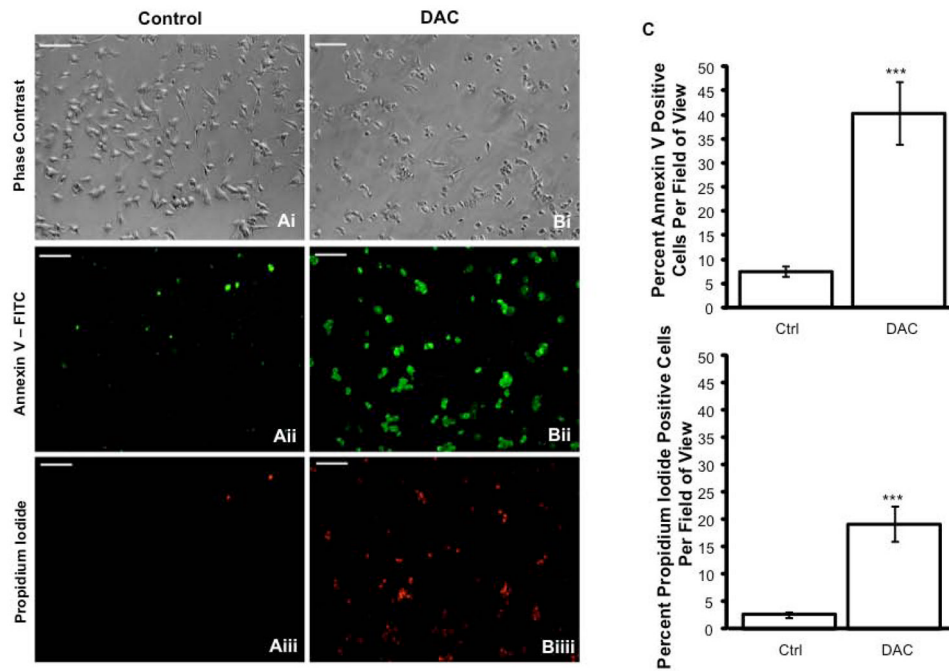 Control
DAC
C
Phase Contrast
Ai
Bi
Annexin V – FITC
Aii
Bii
Propidium Iodide
Aiii
Biiii
Percent Annexin V Positive
Cells Per Field of View
50
45
40
35
30
25
20
15
10
5
0
***
Ctrl
DAC
Percent Propidium Iodide Positive Cells
Per Field of View
50
45
40
35
30
25
20
15
10
5
0
***
Ctrl
DAC